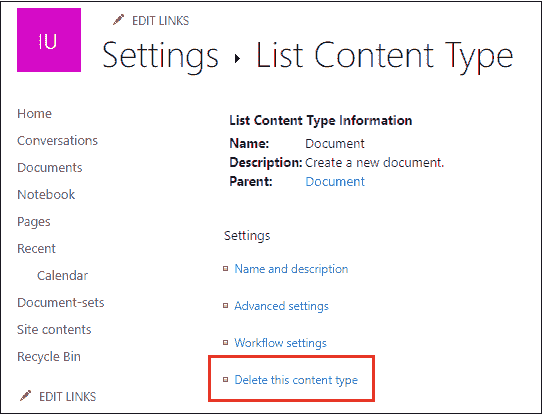 EDIT LINKS
IU
Settings ▸ List Content Type
Home
Conversations
Documents
Notebook
Pages
Recent
Calendar
Document-sets
Site contents
Recycle Bin
EDIT LINKS
List Content Type Information
Name: Document
Description: Create a new document.
Parent: Document
Settings
Name and description
Advanced settings
Workflow settings
Delete this content type